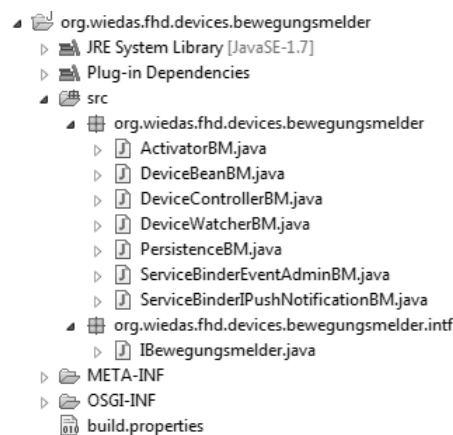 org.wiedas.fhd.devices.bewegungsmelder
JRE System Library [JavaSE-1.7]
Plug-in Dependencies
src
org.wiedas.fhd.devices.bewegungsmelder
ActivatorBM.java
DeviceBeanBM.java
DeviceControllerBM.java
DeviceWatcherBM.java
PersistenceBM.java
ServiceBinderEventAdminBM.java
ServiceBinderIPushNotificationBM.java
org.wiedas.fhd.devices.bewegungsmelder.intf
IBewegungsmelder.java
META-INF
OSGI-INF
build.properties